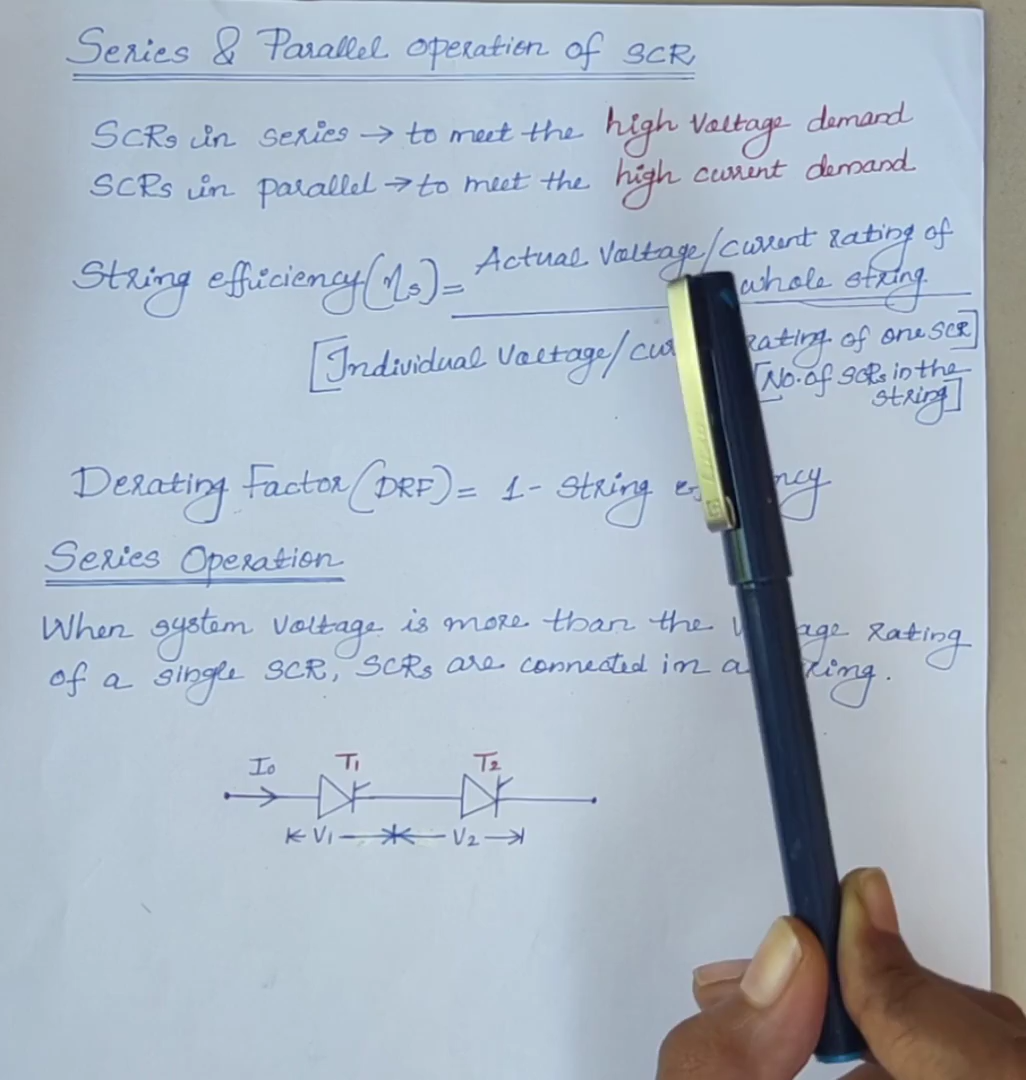 Series & Parallel operation of SCR
SCRs in series → to meet the high Voltage demand
SCRs in parallel → to meet the high current demand
String efficiency (ηs) = Actual Voltage/current rating of
whole string.
[Individual Voltage/ rating of one SCR]
[No. of SCRs in the
string]
Derating Factor (DRF) = 1 - String
Series Operation
When system voltage is more than the rating
of a single SCR, SCRs are connected in a
I0 T1 T2
V1 V2